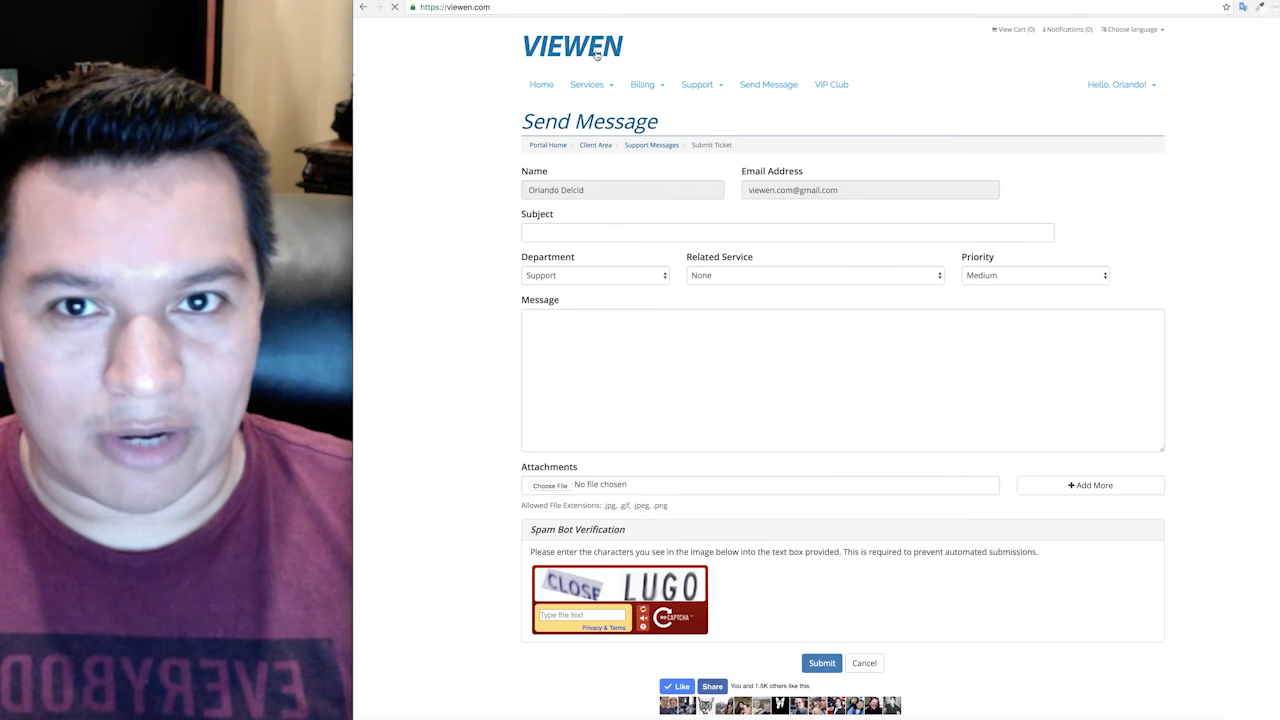 https://viewen.com
View Cart (0) Notifications (0) Choose language
VIEWEN
Home Services Billing Support Send Message VIP Club Hello, Orlando!
Send Message
Portal Home / Client Area / Support Messages / Submit Ticket
Name Email Address
Orlando Delcid viewen.com@gmail.com
Subject
Department Related Service Priority
Support None Medium
Message
Attachments
Choose File No file chosen + Add More
Allowed File Extensions: .jpg, .gif, .jpeg, .png
Spam Bot Verification
Please enter the characters you see in the image below into the text box provided. This is required to prevent automated submissions.
CLOSE LUGO
Type the text
reCAPTCHA™
Privacy & Terms
Submit Cancel
Like Share You and 1.5K others like this.